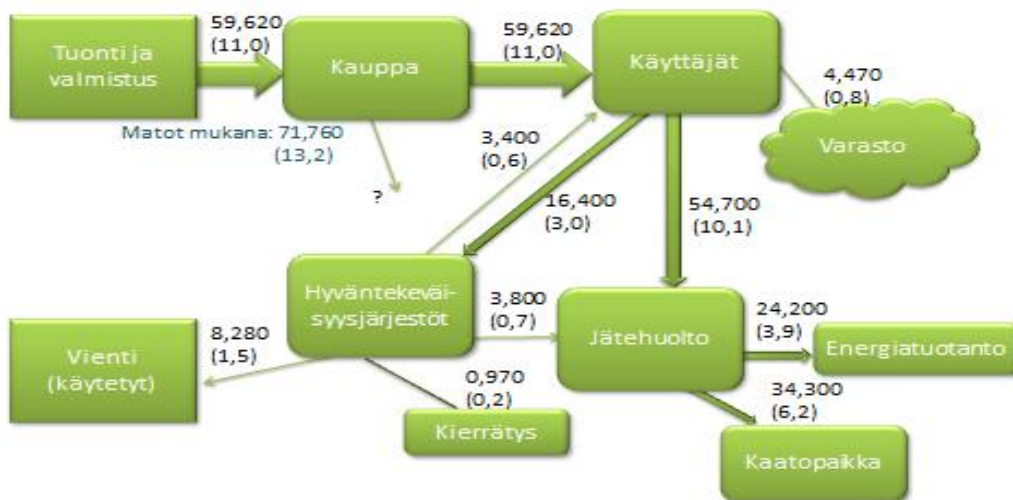 Tuonti ja
valmistus
59,620
(11,0)
Kauppa
59,620
(11,0)
Käyttäjät
4,470
(0,8)
Varasto
Matot mukana: 71,760
(13,2)
?
3,400
(0,6)
16,400
(3,0)
54,700
(10,1)
Hyväntekeväi-
syysjärjestöt
3,800
(0,7)
Jätehuolto
24,200
(3,9)
Energiatuotanto
Vienti
(käytetyt)
8,280
(1,5)
0,970
(0,2)
Kierrätys
34,300
(6,2)
Kaatopaikka